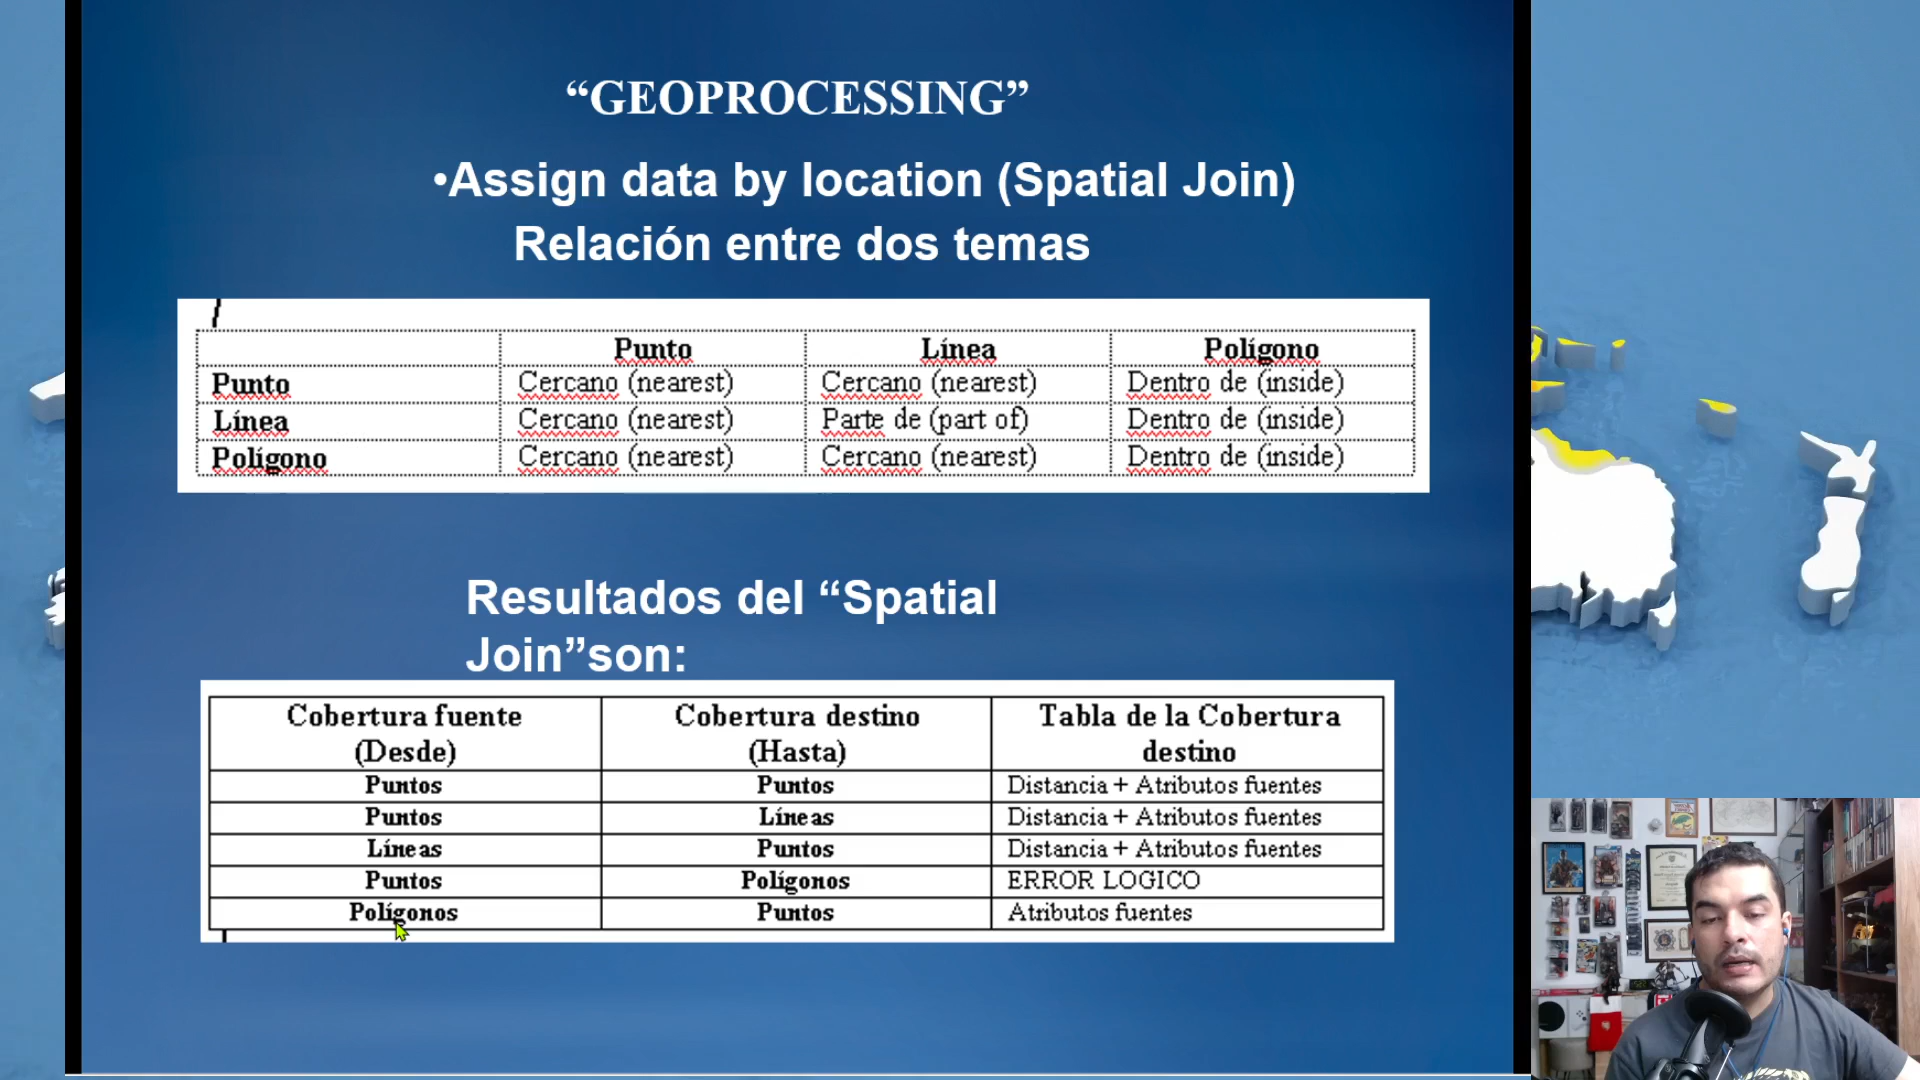 “GEOPROCESSING”
•Assign data by location (Spatial Join)
Relación entre dos temas
Punto Línea Polígono
Punto Cercano (nearest) Cercano (nearest) Dentro de (inside)
Línea Cercano (nearest) Parte de (part of) Dentro de (inside)
Polígono Cercano (nearest) Cercano (nearest) Dentro de (inside)
Resultados del “Spatial
Join”son:
Cobertura fuente Cobertura destino Tabla de la Cobertura
(Desde) (Hasta) destino
Puntos Puntos Distancia + Atributos fuentes
Puntos Líneas Distancia + Atributos fuentes
Líneas Puntos Distancia + Atributos fuentes
Puntos Polígonos ERROR LOGICO
Polígonos Puntos Atributos fuentes